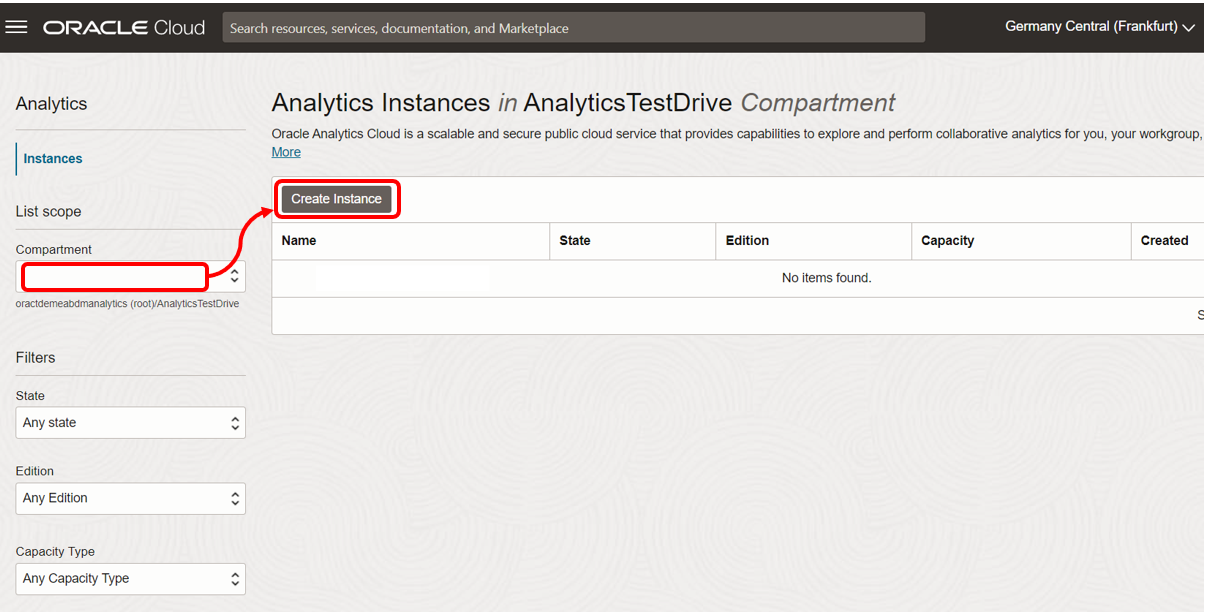 ORACLE Cloud
Search resources, services, documentation, and Marketplace
Germany Central (Frankfurt)
Analytics
Instances
List scope
Compartment
oractdemeabdmanalytics (root)/AnalyticsTestDrive
Filters
State
Any state
Edition
Any Edition
Capacity Type
Any Capacity Type
Analytics Instances in AnalyticsTestDrive Compartment
Oracle Analytics Cloud is a scalable and secure public cloud service that provides capabilities to explore and perform collaborative analytics for you, your workgroup,
More
Create Instance
Name State Edition Capacity Created
No items found.